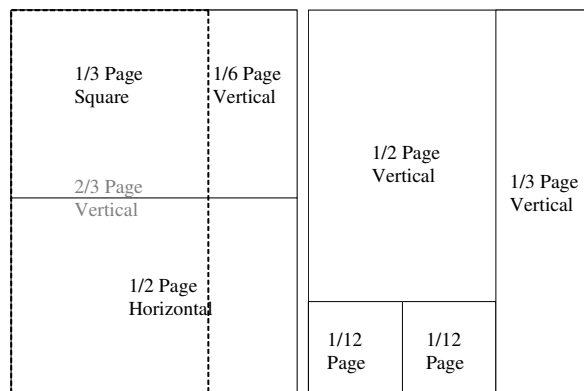 1/3 Page
Square
1/6 Page
Vertical
2/3 Page
Vertical
1/2 Page
Horizontal
1/2 Page
Vertical
1/3 Page
Vertical
1/12
Page
1/12
Page